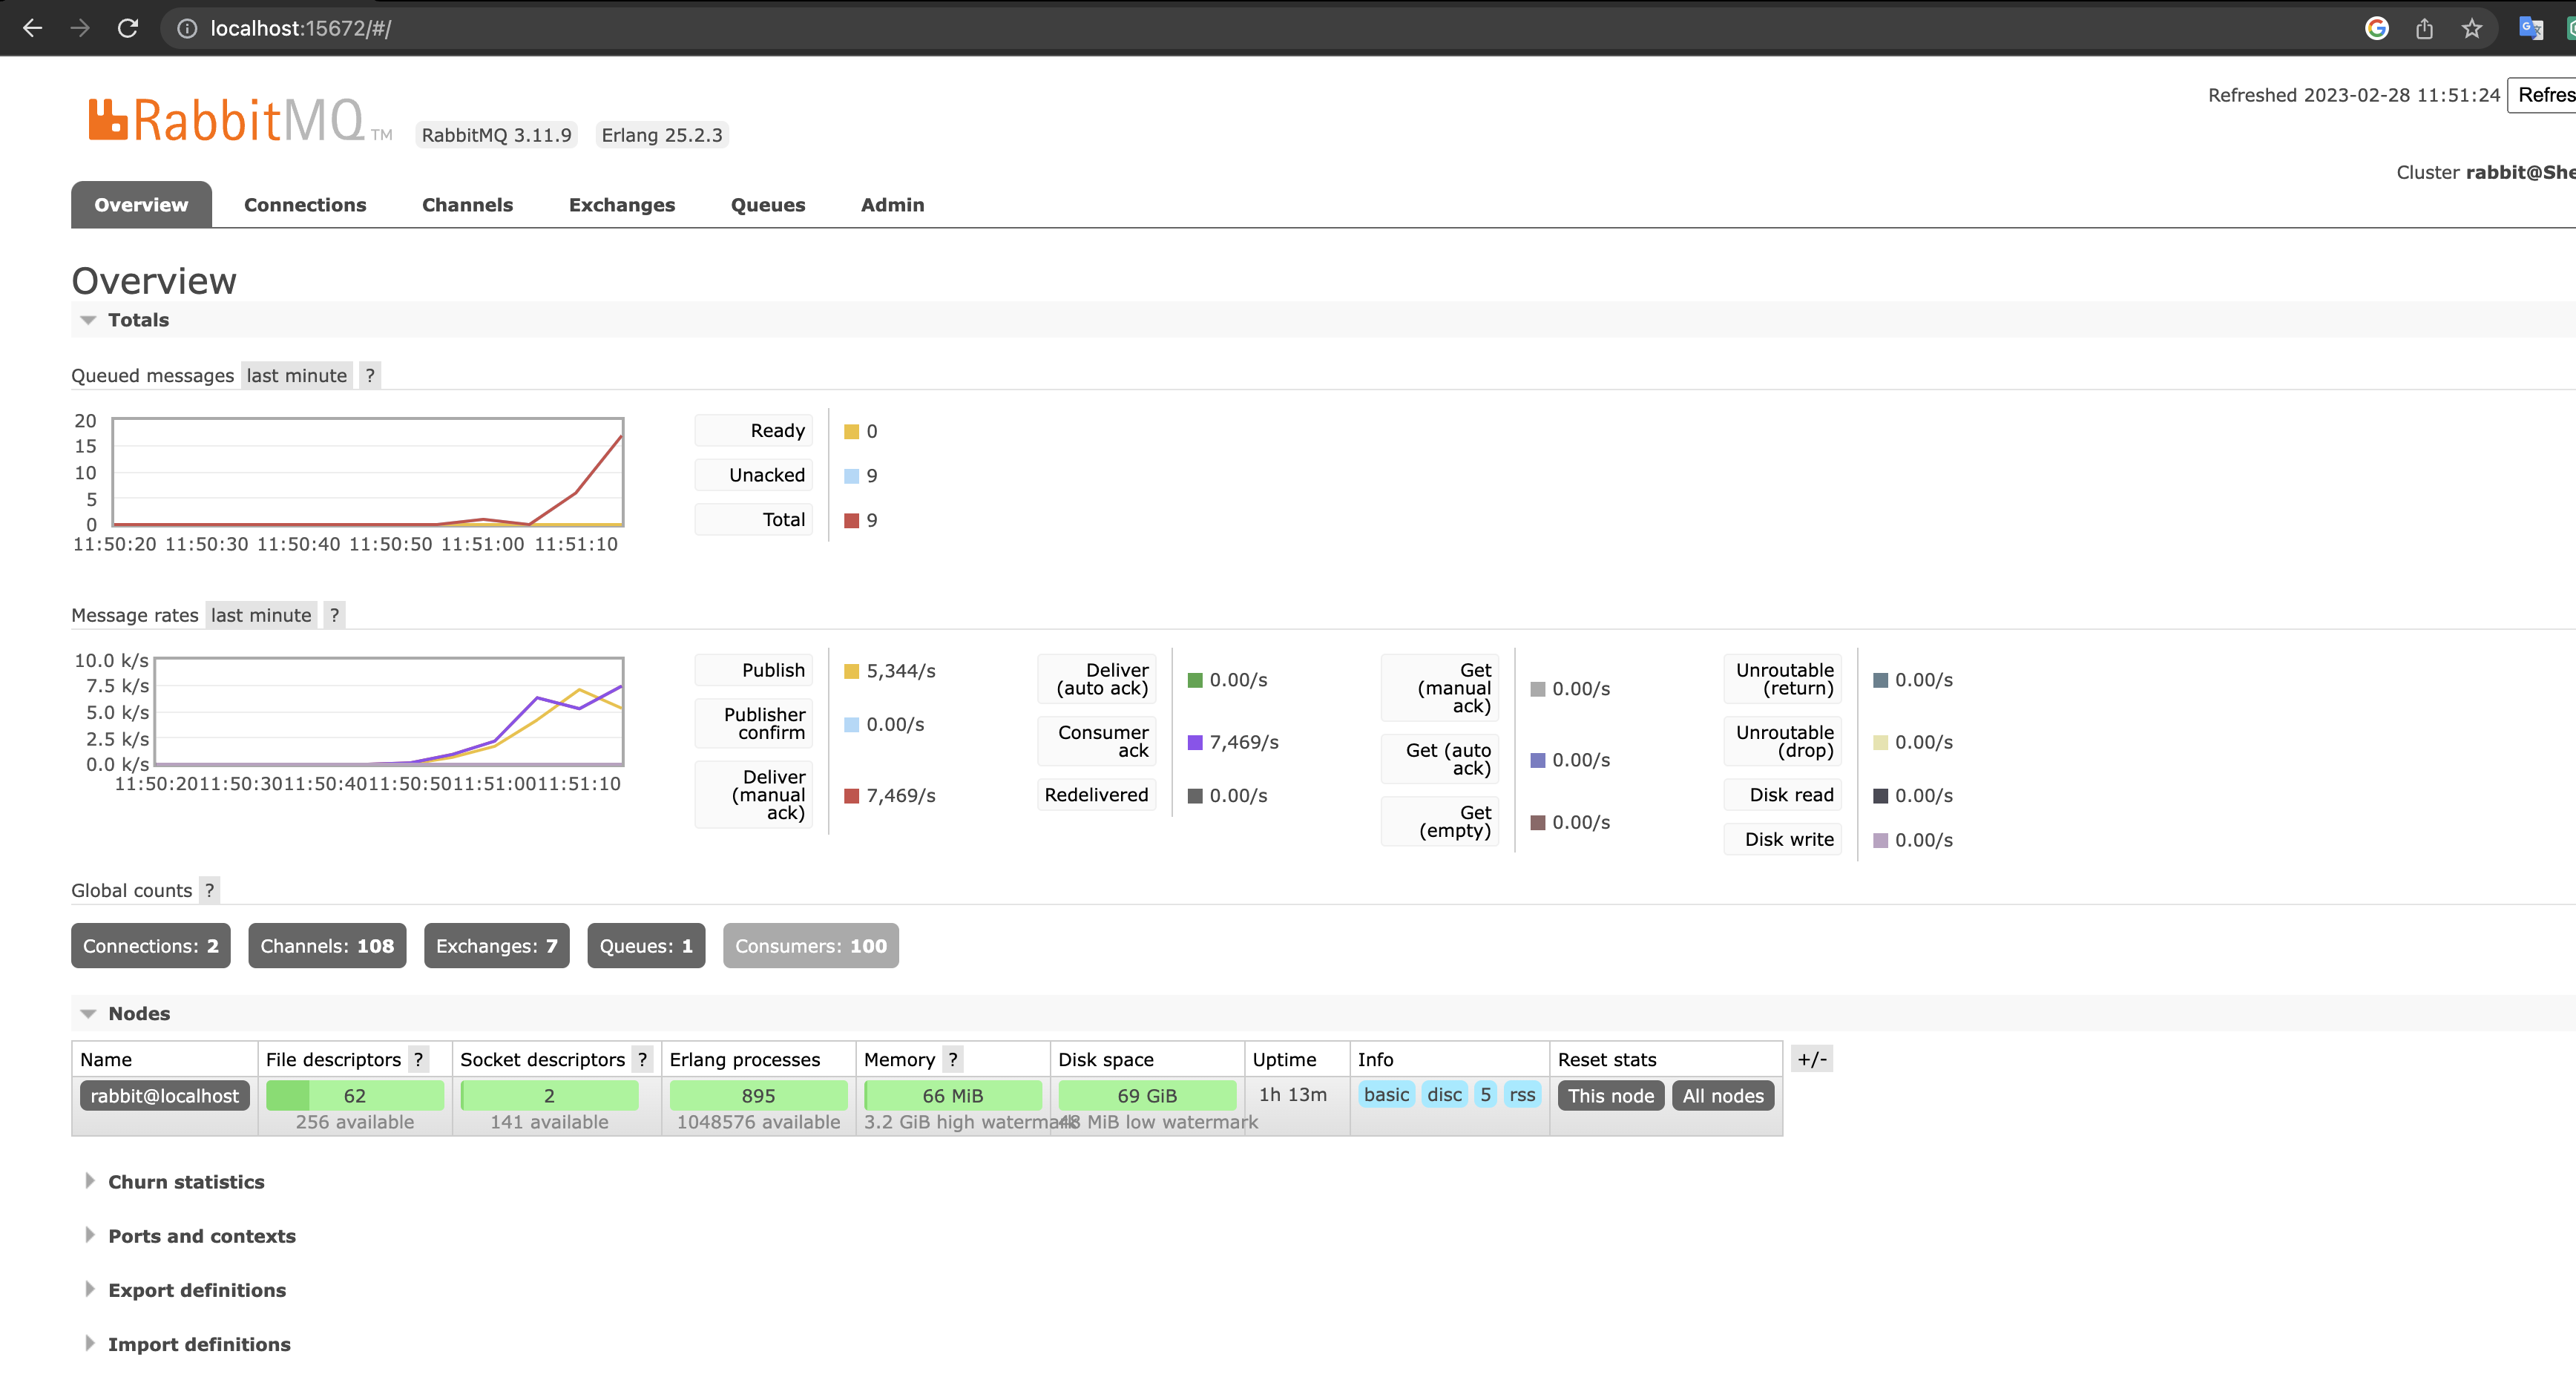 localhost:15672/#/
RabbitMQ TM RabbitMQ 3.11.9 Erlang 25.2.3
Refreshed 2023-02-28 11:51:24 Refres
Cluster rabbit@She
Overview Connections Channels Exchanges Queues Admin
Overview
Totals
Queued messages last minute ?
20
15
10
5
0
11:50:20 11:50:30 11:50:40 11:50:50 11:51:00 11:51:10
Ready 0
Unacked 9
Total 9
Message rates last minute ?
10.0 k/s
7.5 k/s
5.0 k/s
2.5 k/s
0.0 k/s
11:50:20 11:50:30 11:50:40 11:50:50 11:51:00 11:51:10
Publish 5,344/s
Publisher
confirm 0.00/s
Deliver
(manual
ack) 7,469/s
Deliver
(auto ack) 0.00/s
Consumer
ack 7,469/s
Redelivered 0.00/s
Get
(manual
ack) 0.00/s
Get (auto
ack) 0.00/s
Get
(empty) 0.00/s
Unroutable
(return) 0.00/s
Unroutable
(drop) 0.00/s
Disk read 0.00/s
Disk write 0.00/s
Global counts ?
Connections: 2 Channels: 108 Exchanges: 7 Queues: 1 Consumers: 100
Nodes
Name File descriptors ? Socket descriptors ? Erlang processes Memory ? Disk space Uptime Info Reset stats +/-
rabbit@localhost 62 2 895 66 MiB 69 GiB 1h 13m basic disc 5 rss This node All nodes
256 available 141 available 1048576 available 3.2 GiB high watermark 48 MiB low watermark
Churn statistics
Ports and contexts
Export definitions
Import definitions